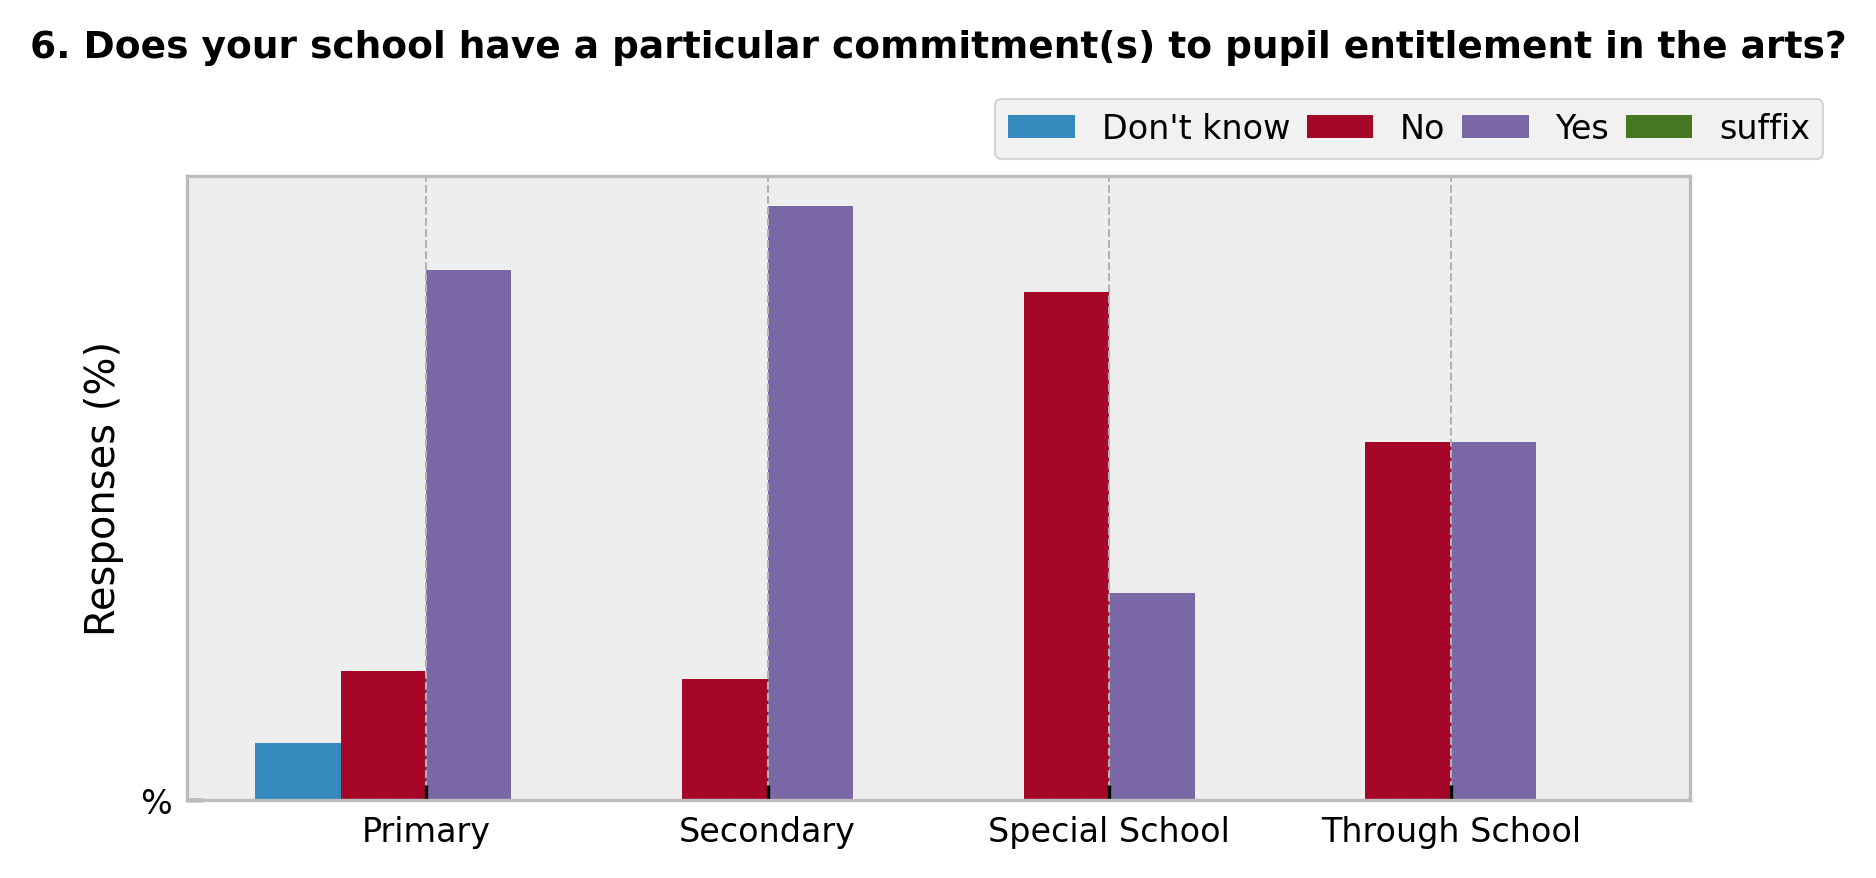 6. Does your school have a particular commitment(s) to pupil entitlement in the arts?
Don't know No Yes suffix
Responses (%)
%
Primary Secondary Special School Through School